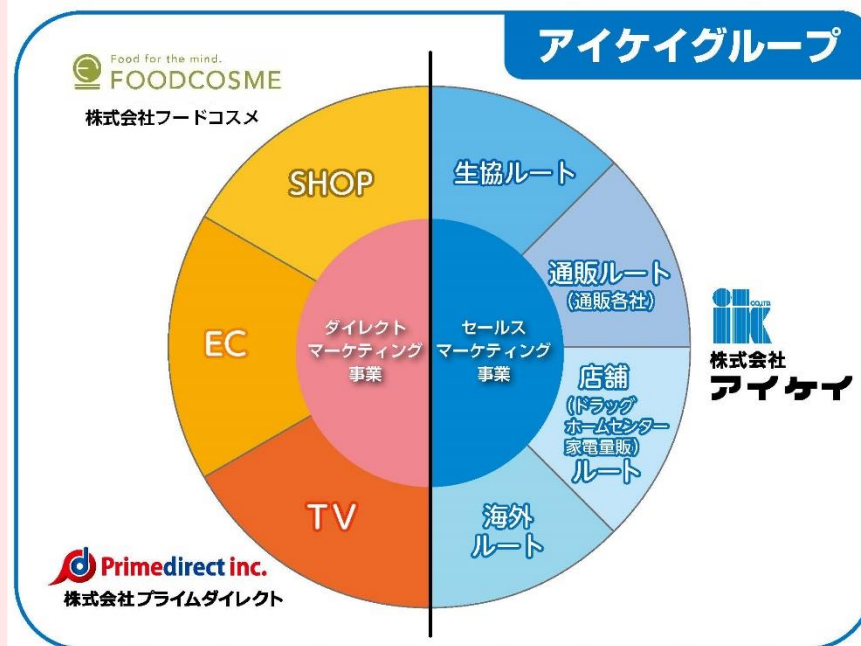 アイケイグループ
Food for the mind.
FOODCOSME
株式会社フードコスメ
SHOP
EC
TV
ダイレクト
マーケティング
事業
セールス
マーケティング
事業
生協ルート
通販ルート
(通販各社)
店舗
(ドラッグ
ホームセンター
家電量販)
ルート
海外
ルート
ik
CO.,LTD
株式会社
アイケイ
Primedirect inc.
株式会社プライムダイレクト